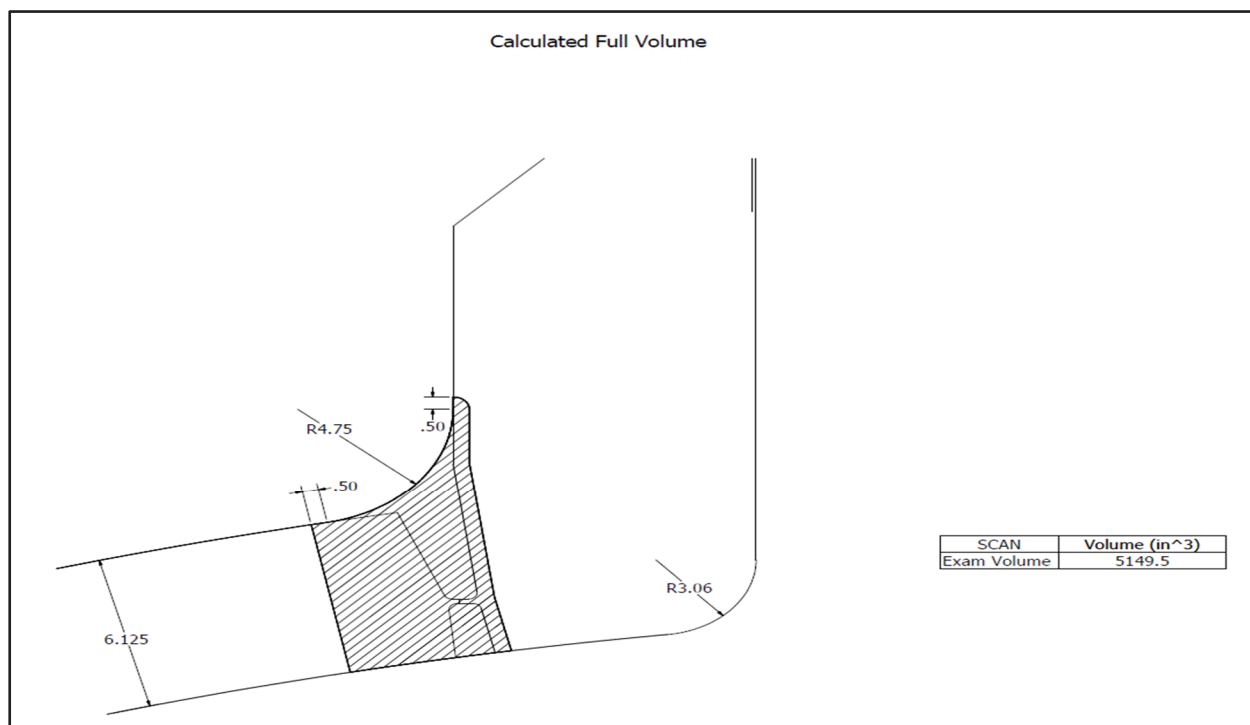 Calculated Full Volume
R4.75
.50
.50
6.125
R3.06
SCAN Volume (in^3)
Exam Volume 5149.5